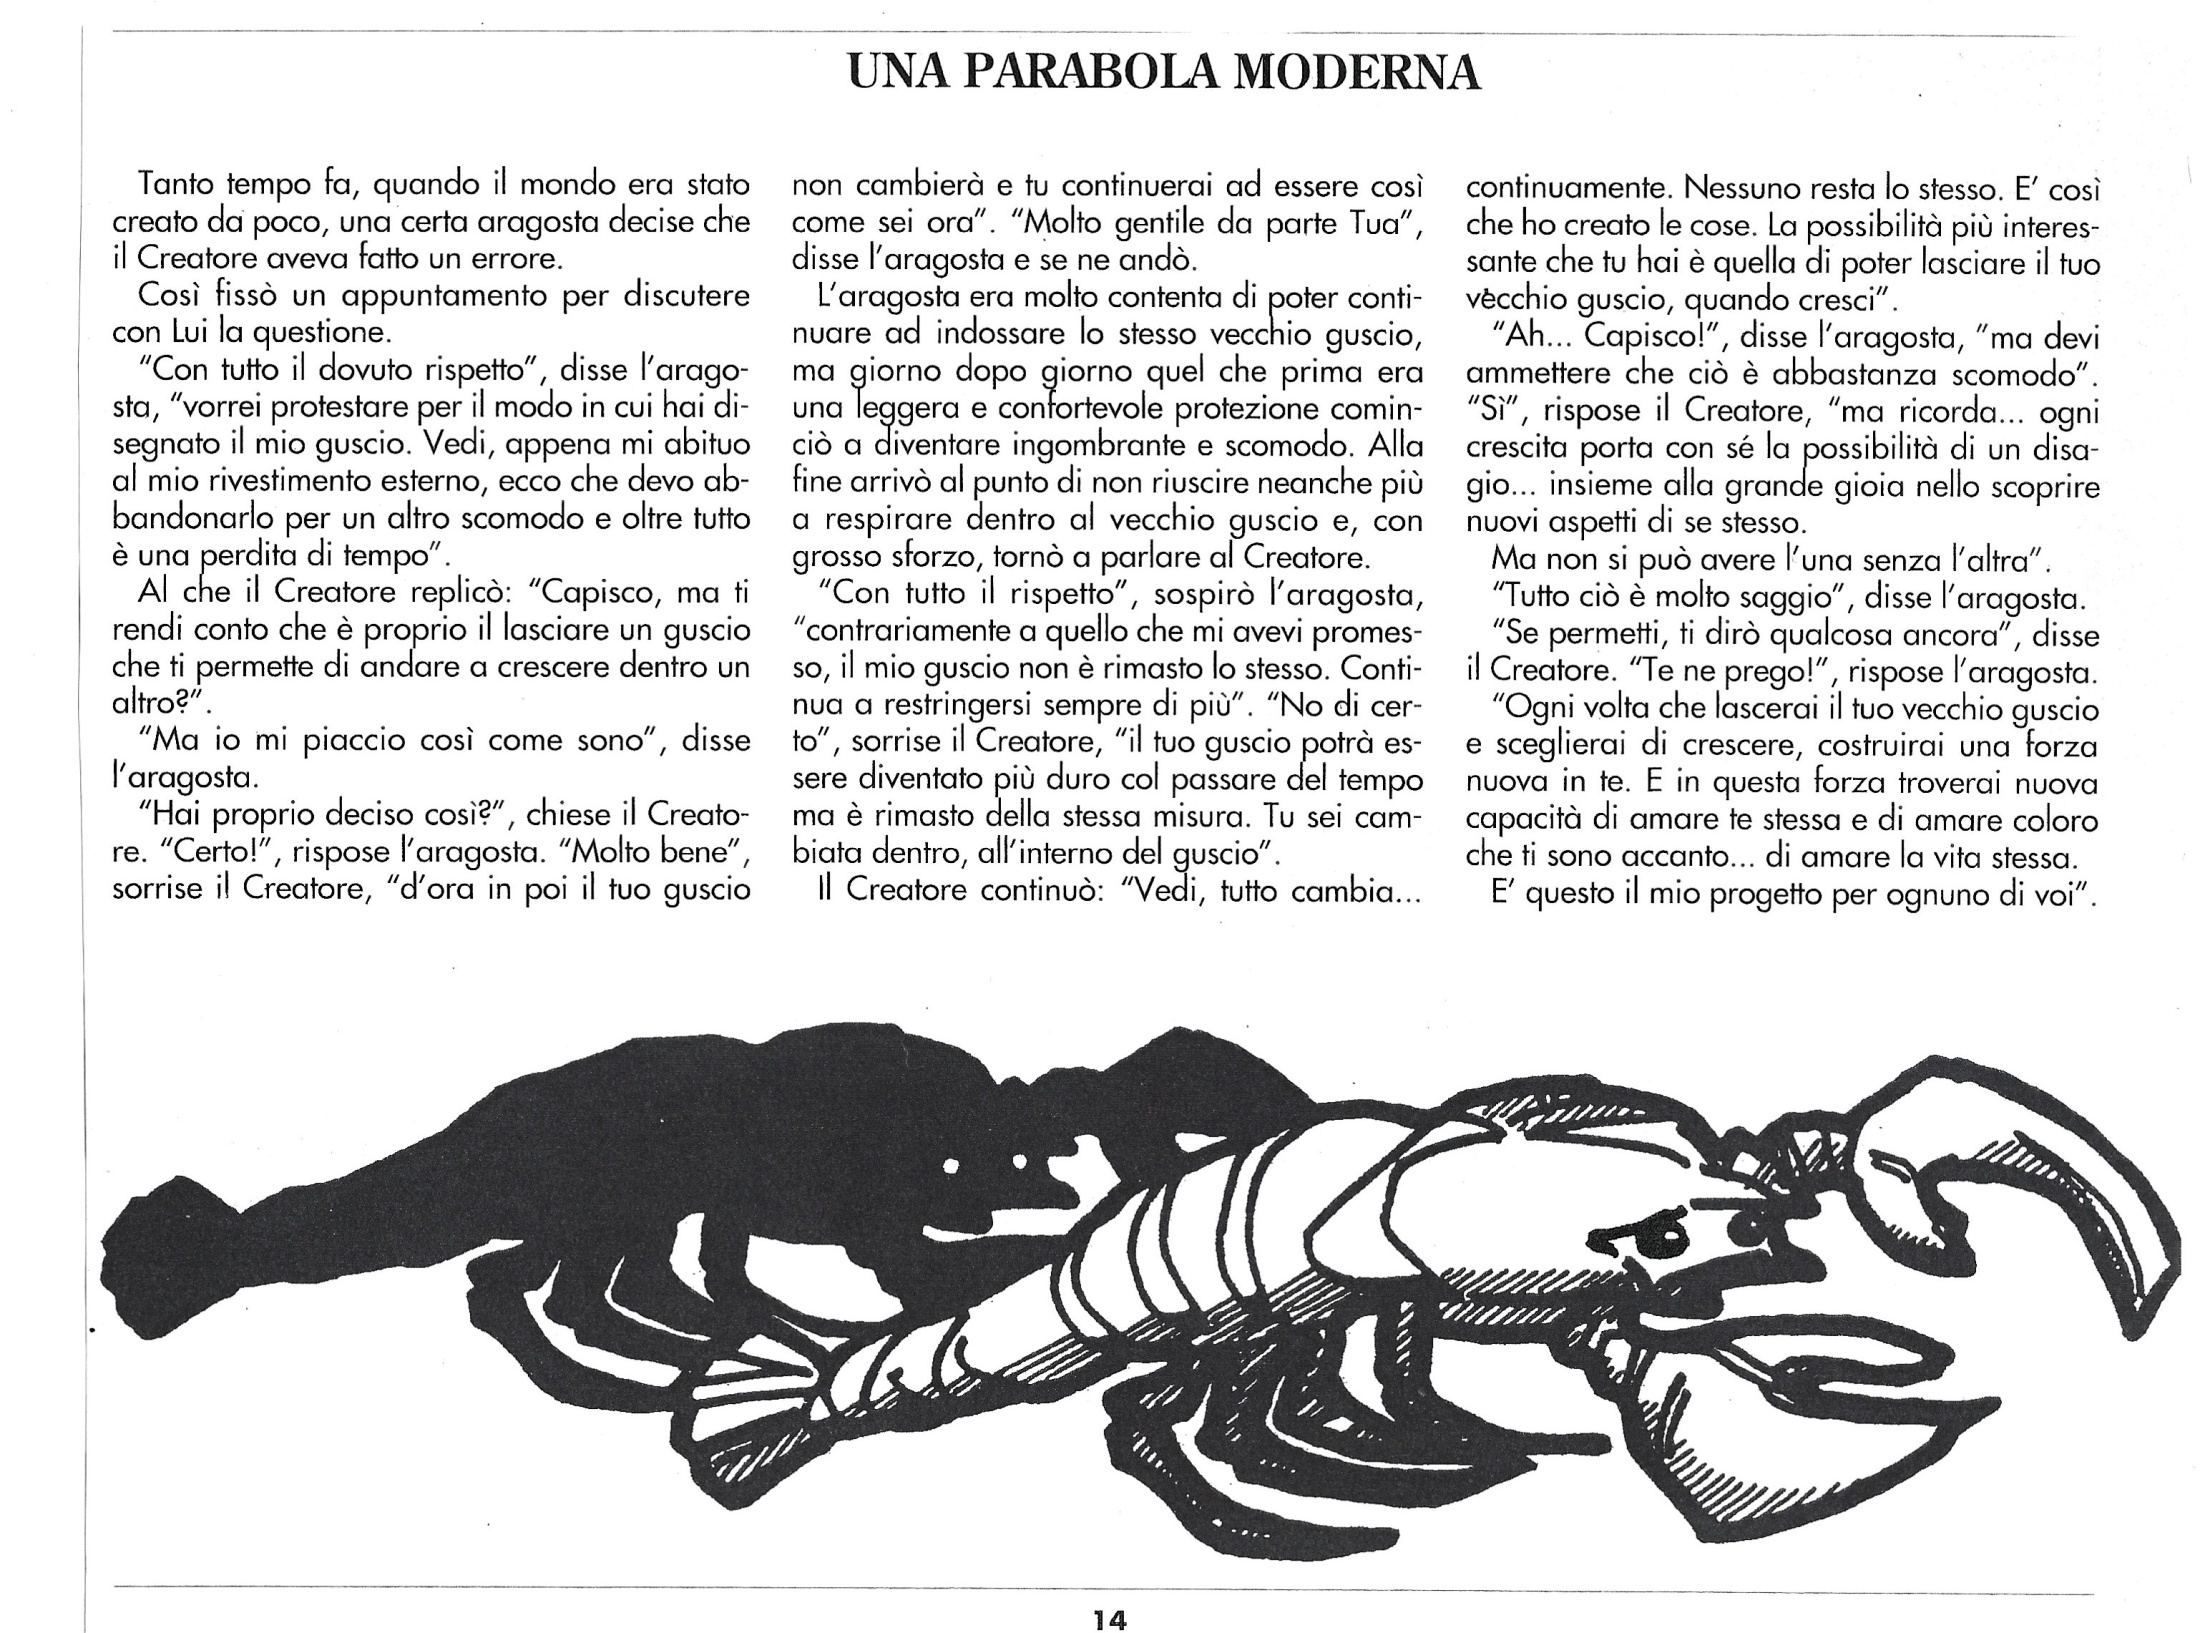 UNA PARABOLA MODERNA
Tanto tempo fa, quando il mondo era stato
creato da poco, una certa aragosta decise che
il Creatore aveva fatto un errore.
Così fissò un appuntamento per discutere
con Lui la questione.
“Con tutto il dovuto rispetto”, disse l’arago-
sta, “vorrei protestare per il modo in cui hai di-
segnato il mio guscio. Vedi, appena mi abituo
al mio rivestimento esterno, ecco che devo ab-
bandonarlo per un altro scomodo e oltre tutto
è una perdita di tempo”.
Al che il Creatore replicò: “Capisco, ma ti
rendi conto che è proprio il lasciare un guscio
che ti permette di andare a crescere dentro un
altro?”.
“Ma io mi piaccio così come sono”, disse
l’aragosta.
“Hai proprio deciso così?”, chiese il Creato-
re. “Certo!”, rispose l’aragosta. “Molto bene”,
sorrise il Creatore, “d’ora in poi il tuo guscio
non cambierà e tu continuerai ad essere così
come sei ora”. “Molto gentile da parte Tua”,
disse l’aragosta e se ne andò.
L’aragosta era molto contenta di poter conti-
nuare ad indossare lo stesso vecchio guscio,
ma giorno dopo giorno quel che prima era
una leggera e confortevole protezione comin-
ciò a diventare ingombrante e scomodo. Alla
fine arrivò al punto di non riuscire neanche più
a respirare dentro al vecchio guscio e, con
grosso sforzo, tornò a parlare al Creatore.
“Con tutto il rispetto”, sospirò l’aragosta,
“contrariamente a quello che mi avevi promes-
so, il mio guscio non è rimasto lo stesso. Conti-
nua a restringersi sempre di più”. “No di cer-
to”, sorrise il Creatore, “il tuo guscio potrà es-
sere diventato più duro col passare del tempo
ma è rimasto della stessa misura. Tu sei cam-
biata dentro, all’interno del guscio”.
Il Creatore continuò: “Vedi, tutto cambia...
continuamente. Nessuno resta lo stesso. E’ così
che ho creato le cose. La possibilità più interes-
sante che tu hai è quella di poter lasciare il tuo
vecchio guscio, quando cresci”.
“Ah... Capisco!”, disse l’aragosta, “ma devi
ammettere che ciò è abbastanza scomodo”.
“Sì”, rispose il Creatore, “ma ricorda... ogni
crescita porta con sé la possibilità di un disa-
gio... insieme alla grande gioia nello scoprire
nuovi aspetti di se stesso.
Ma non si può avere l’una senza l’altra”.
“Tutto ciò è molto saggio”, disse l’aragosta.
“Se permetti, ti dirò qualcosa ancora”, disse
il Creatore. “Te ne prego!”, rispose l’aragosta.
“Ogni volta che lascerai il tuo vecchio guscio
e sceglierai di crescere, costruirai una forza
nuova in te. E in questa forza troverai nuova
capacità di amare te stessa e di amare coloro
che ti sono accanto... di amare la vita stessa.
E’ questo il mio progetto per ognuno di voi”.
14